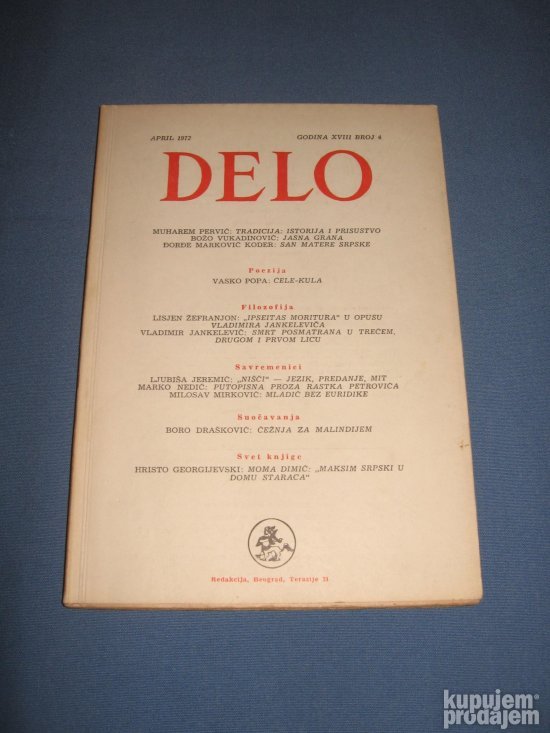 APRIL 1972
GODINA XVIII BROJ 4
DELO
MUHAREM PERVIĆ: TRADICIJA: ISTORIJA I PRISUSTVO
BOŽO VUKADINOVIĆ: JASNA GRANA
ĐORĐE MARKOVIĆ KODER: SAN MATERE SRPSKE
Poezija
VASKO POPA: ĆELE-KULA
Filozofija
LISJEN ŽEFRANJON: „IPSEITAS MORITURA“ U OPUSU
VLADIMIRA JANKELEVIČA
VLADIMIR JANKELEVIČ: SMRT POSMATRANA U TREĆEM,
DRUGOM I PRVOM LICU
Savremenici
LJUBIŠA JEREMIĆ: „NIŠČI“ — JEZIK, PREDANJE, MIT
MARKO NEDIĆ: PUTOPISNA PROZA RASTKA PETROVIĆA
MILOSAV MIRKOVIĆ: MLADIĆ BEZ EURIDIKE
Suočavanja
BORO DRAŠKOVIĆ: ČEŽNJA ZA MALINDIJEM
Svet knjige
HRISTO GEORGIJEVSKI: MOMA DIMIĆ: „MAKSIM SRPSKI U
DOMU STARACA“
Redakcija, Beograd, Terazije 21
kupujem
prodajem